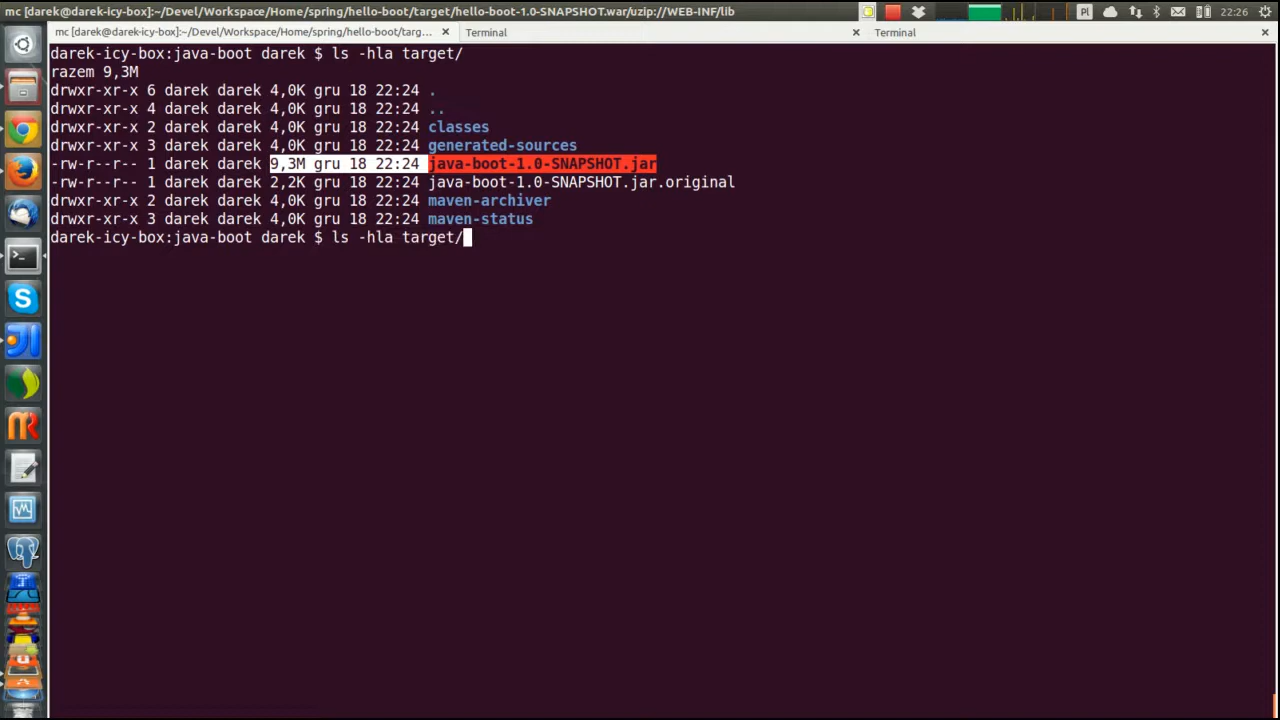 mc [darek@darek-icy-box]:~/Devel/Workspace/Home/spring/hello-boot/target/hello-boot-1.0-SNAPSHOT.war/uzip://WEB-INF/lib
Pl
22:26
mc [darek@darek-icy-box]:~/Devel/Workspace/Home/spring/hello-boot/targ...
Terminal
Terminal
darek-icy-box:java-boot darek $ ls -hla target/
razem 9,3M
drwxr-xr-x 6 darek darek 4,0K gru 18 22:24 .
drwxr-xr-x 4 darek darek 4,0K gru 18 22:24 ..
drwxr-xr-x 2 darek darek 4,0K gru 18 22:24 classes
drwxr-xr-x 3 darek darek 4,0K gru 18 22:24 generated-sources
-rw-r--r-- 1 darek darek 9,3M gru 18 22:24 java-boot-1.0-SNAPSHOT.jar
-rw-r--r-- 1 darek darek 2,2K gru 18 22:24 java-boot-1.0-SNAPSHOT.jar.original
drwxr-xr-x 2 darek darek 4,0K gru 18 22:24 maven-archiver
drwxr-xr-x 3 darek darek 4,0K gru 18 22:24 maven-status
darek-icy-box:java-boot darek $ ls -hla target/